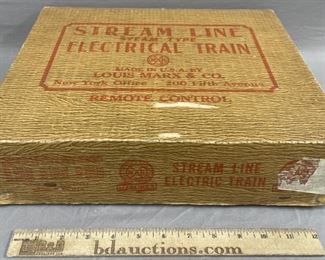 STREAM LINE
STEAM TYPE
ELECTRICAL TRAIN
MADE IN U.S.A. BY
LOUIS MARX & CO.
New York Office - 200 Fifth Avenue
REMOTE CONTROL
STREAM LINE
ELECTRIC TRAIN
bdauctions.com